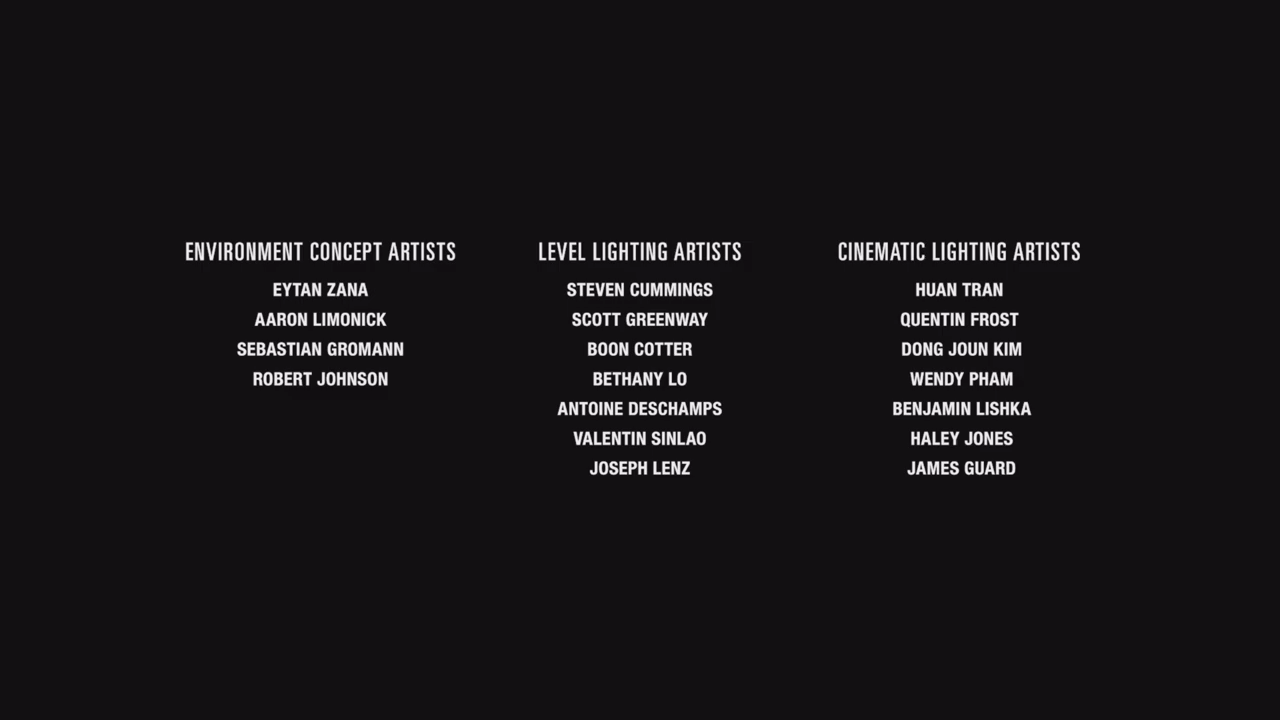 ENVIRONMENT CONCEPT ARTISTS
EYTAN ZANA
AARON LIMONICK
SEBASTIAN GROMANN
ROBERT JOHNSON
LEVEL LIGHTING ARTISTS
STEVEN CUMMINGS
SCOTT GREENWAY
BOON COTTER
BETHANY LO
ANTOINE DESCHAMPS
VALENTIN SINLAO
JOSEPH LENZ
CINEMATIC LIGHTING ARTISTS
HUAN TRAN
QUENTIN FROST
DONG JOUN KIM
WENDY PHAM
BENJAMIN LISHKA
HALEY JONES
JAMES GUARD